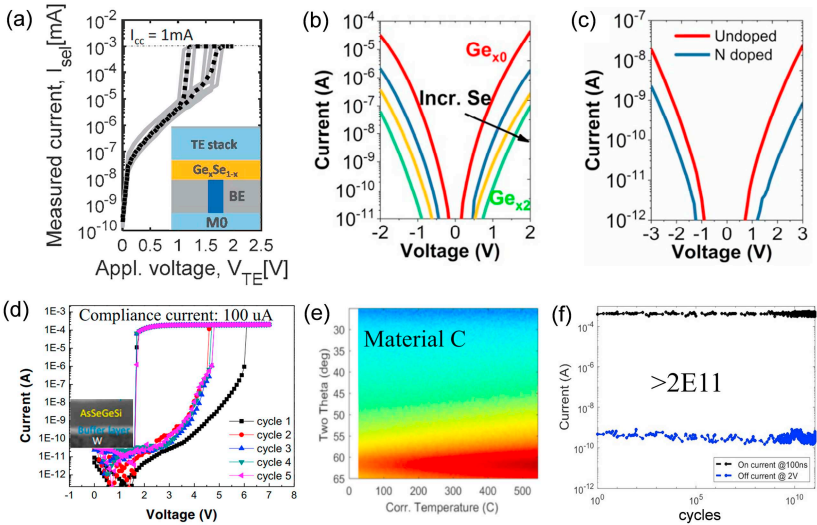 (a)
I_cc = 1mA
Measured current, I_sel[mA]
10^-2
10^-3
10^-4
10^-5
10^-6
10^-7
10^-8
10^-9
10^-10
TE stack
Ge_xSe_1-x
BE
M0
0 0.5 1 1.5 2 2.5
Appl. voltage, V_TE[V]
(b)
Current (A)
10^-4
10^-5
10^-6
10^-7
10^-8
10^-9
10^-10
10^-11
Ge_x0
Incr. Se
Ge_x2
-2 -1 0 1 2
Voltage (V)
(c)
Current (A)
10^-7
10^-8
10^-9
10^-10
10^-11
10^-12
Undoped
N doped
-3 -2 -1 0 1 2 3
Voltage (V)
(d)
Compliance current: 100 uA
Current (A)
1E-3
1E-4
1E-5
1E-6
1E-7
1E-8
1E-9
1E-10
1E-11
1E-12
AsSeGeSi
Buffer Layer
W
cycle 1
cycle 2
cycle 3
cycle 4
cycle 5
-1 0 1 2 3 4 5 6 7 8
Voltage (V)
(e)
Material C
Two Theta (deg)
30
35
40
45
50
55
60
65
100 200 300 400 500
Corr. Temperature (C)
(f)
Current (A)
10^-4
10^-6
10^-8
10^-10
10^-12
>2E11
On current @100ns
Off current @ 2V
10^0 10^5 10^10
cycles